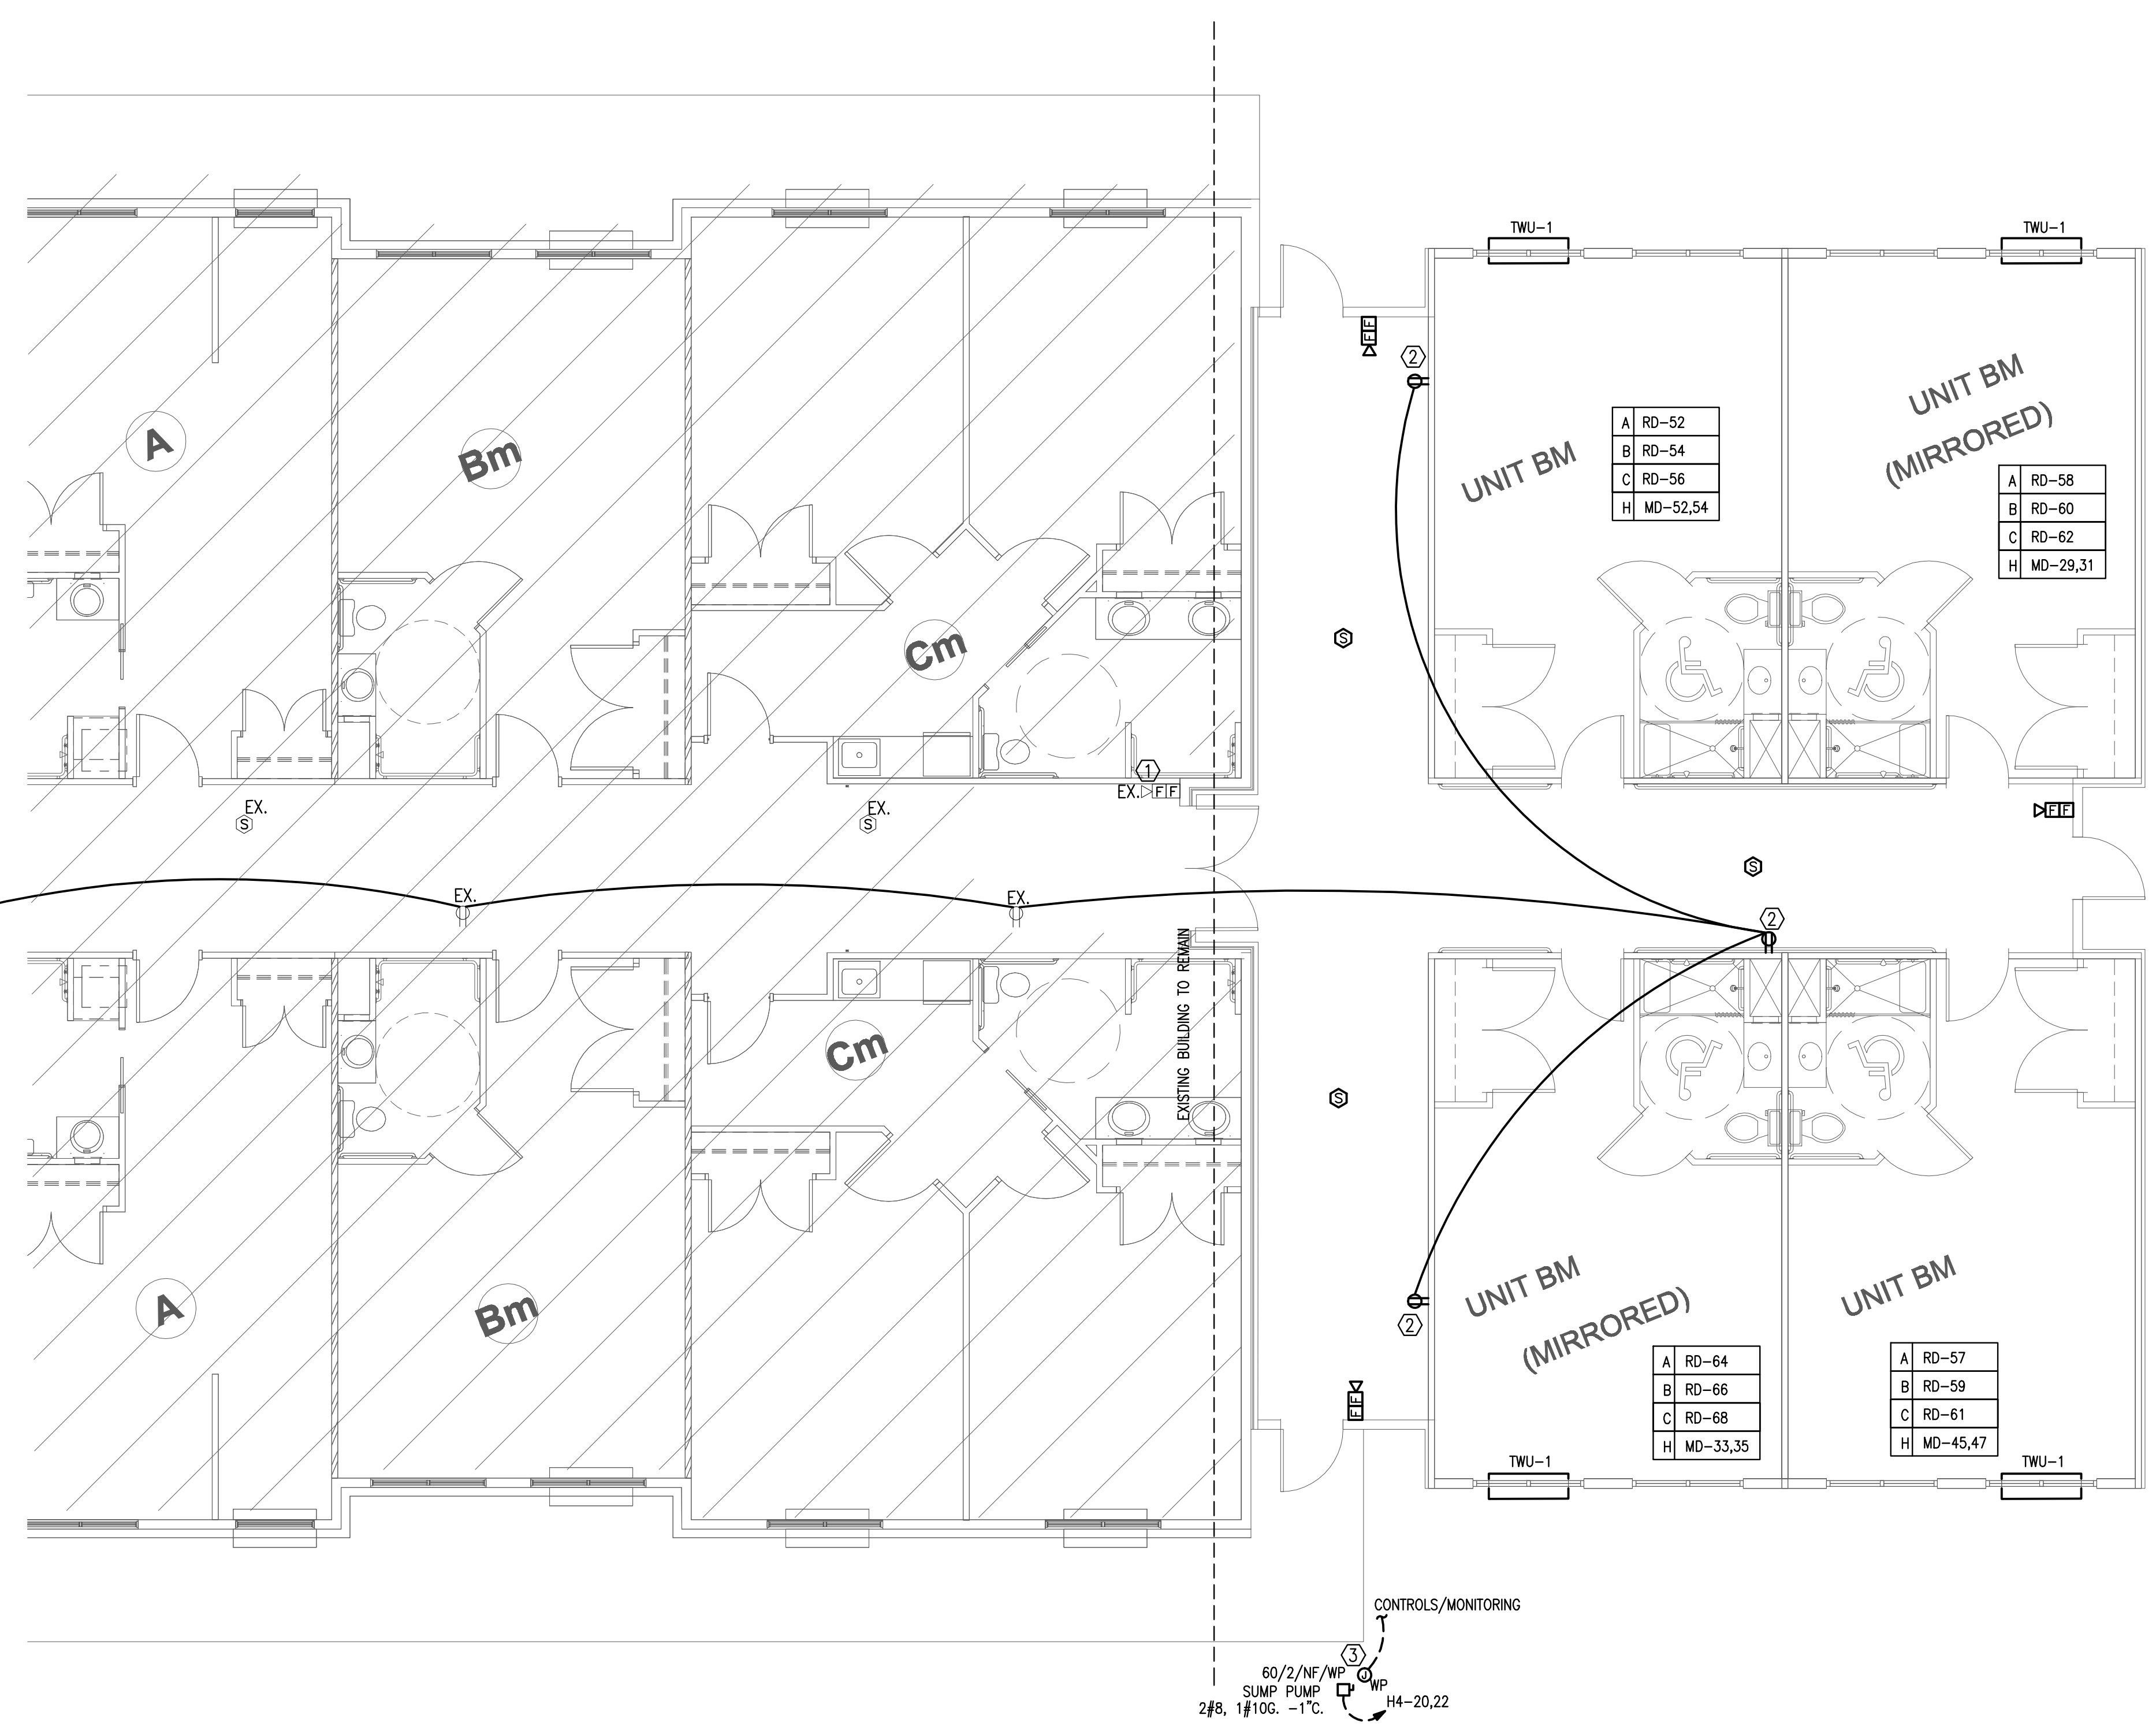 TWU-1
TWU-1
F F
2
UNIT BM
(MIRRORED)
A
Bm
UNIT BM
A RD-52
B RD-54
C RD-56
H MD-52,54
A RD-58
B RD-60
C RD-62
H MD-29,31
Cm
S
1
EX.
EX.
EX. F F
F F
S
S
S
EX.
EX.
2
EXISTING BUILDING TO REMAIN
Cm
S
A
Bm
UNIT BM
(MIRRORED)
UNIT BM
2
A RD-64
B RD-66
C RD-68
H MD-33,35
A RD-57
B RD-59
C RD-61
H MD-45,47
F F
TWU-1
TWU-1
CONTROLS/MONITORING
3
60/2/NF/WP
J
WP
SUMP PUMP
2#8, 1#10G. -1"C.
H4-20,22